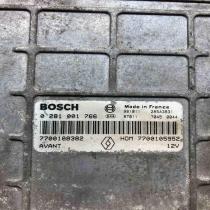 BOSCH
Made in France
0 281 001 766
7700108382 HOM 7700105952
AVANT. 12V